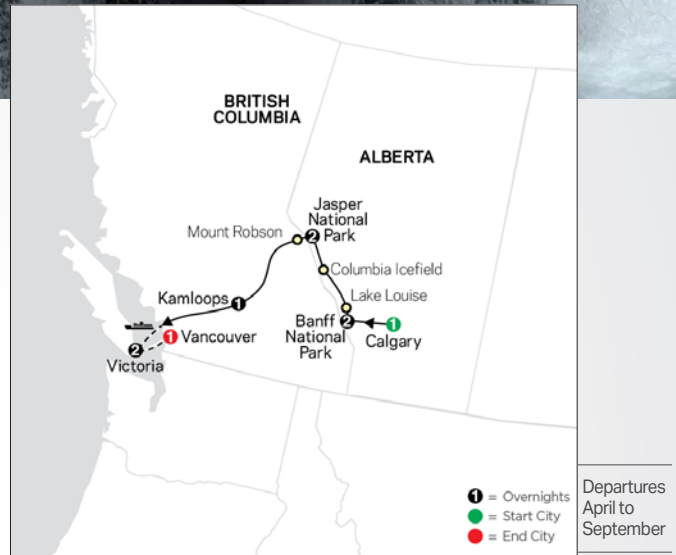 BRITISH
COLUMBIA
ALBERTA
Jasper
National
2 Park
Mount Robson
Columbia Icefield
Lake Louise
Kamloops 1
Banff 2
National
Park
1
Calgary
1 Vancouver
2
Victoria
1 = Overnights
= Start City
= End City
Departures
April to
September